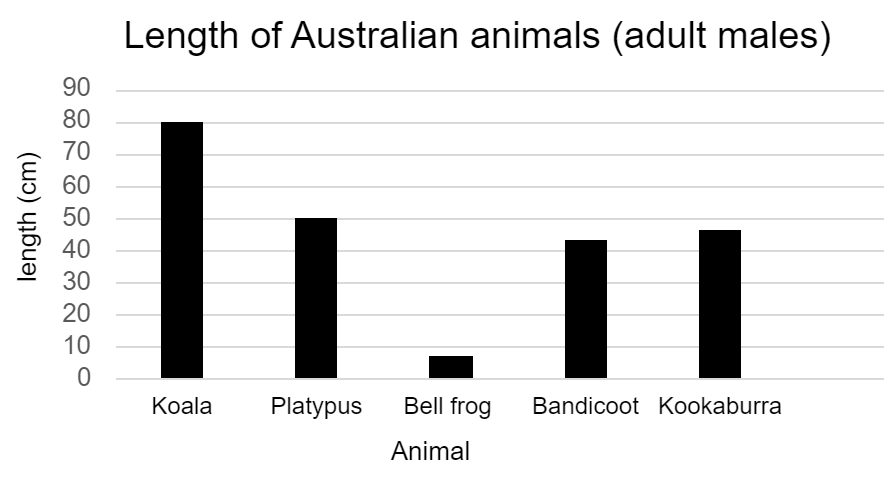 Length of Australian animals (adult males)
90
80
70
60
50
40
30
20
10
0
length (cm)
Koala Platypus Bell frog Bandicoot Kookaburra
Animal